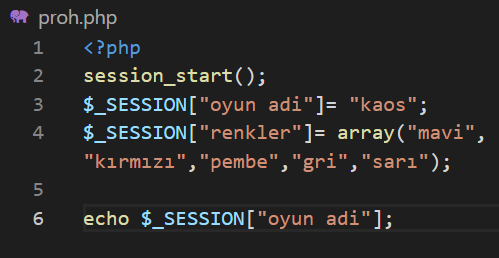 proh.php
1 <?php
2 session_start();
3 $_SESSION["oyun adi"]= "kaos";
4 $_SESSION["renkler"]= array("mavi",
"kırmızı","pembe","gri","sarı");
5
6 echo $_SESSION["oyun adi"];